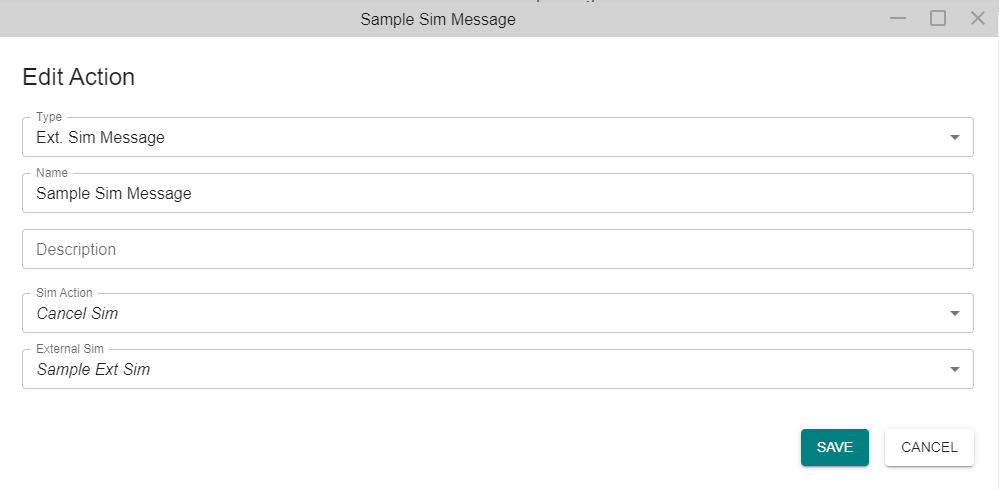 Sample Sim Message
Edit Action
Type
Ext. Sim Message
Name
Sample Sim Message
Description
Sim Action
Cancel Sim
External Sim
Sample Ext Sim
SAVE CANCEL